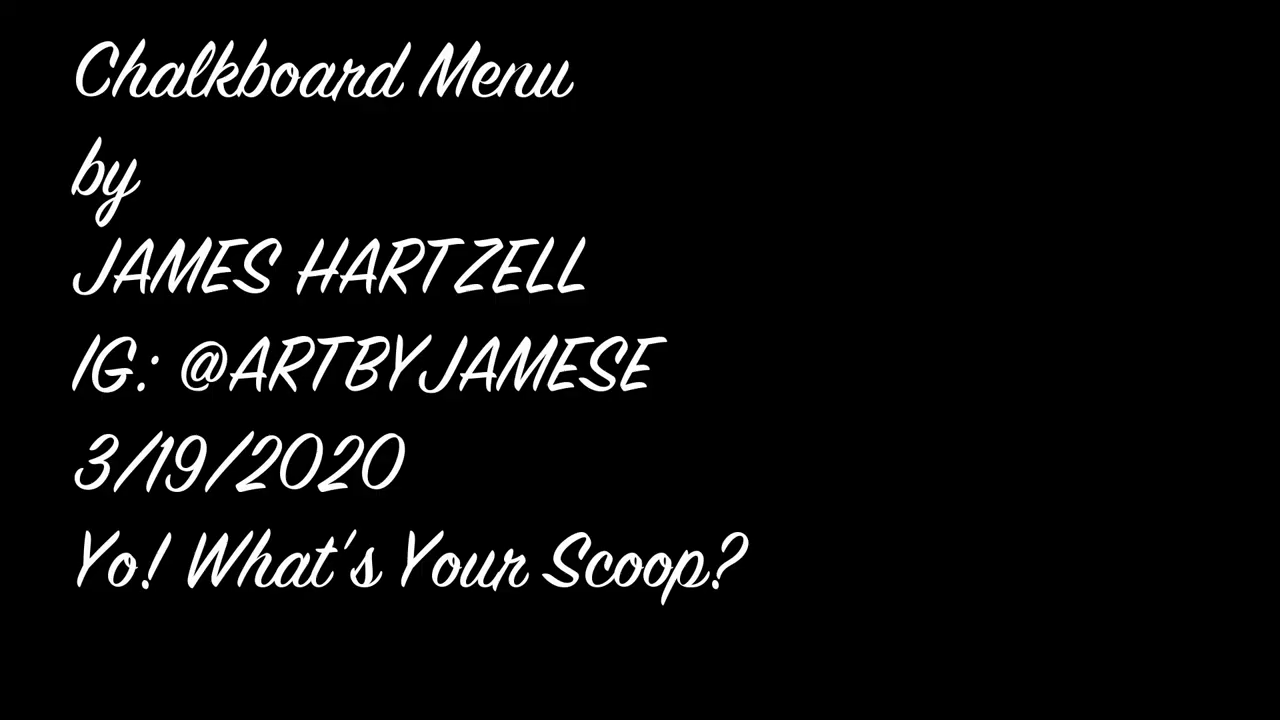 Chalkboard Menu
by
JAMES HARTZELL
IG: @ARTBYJAMESE
3/19/2020
Yo! What's Your Scoop?